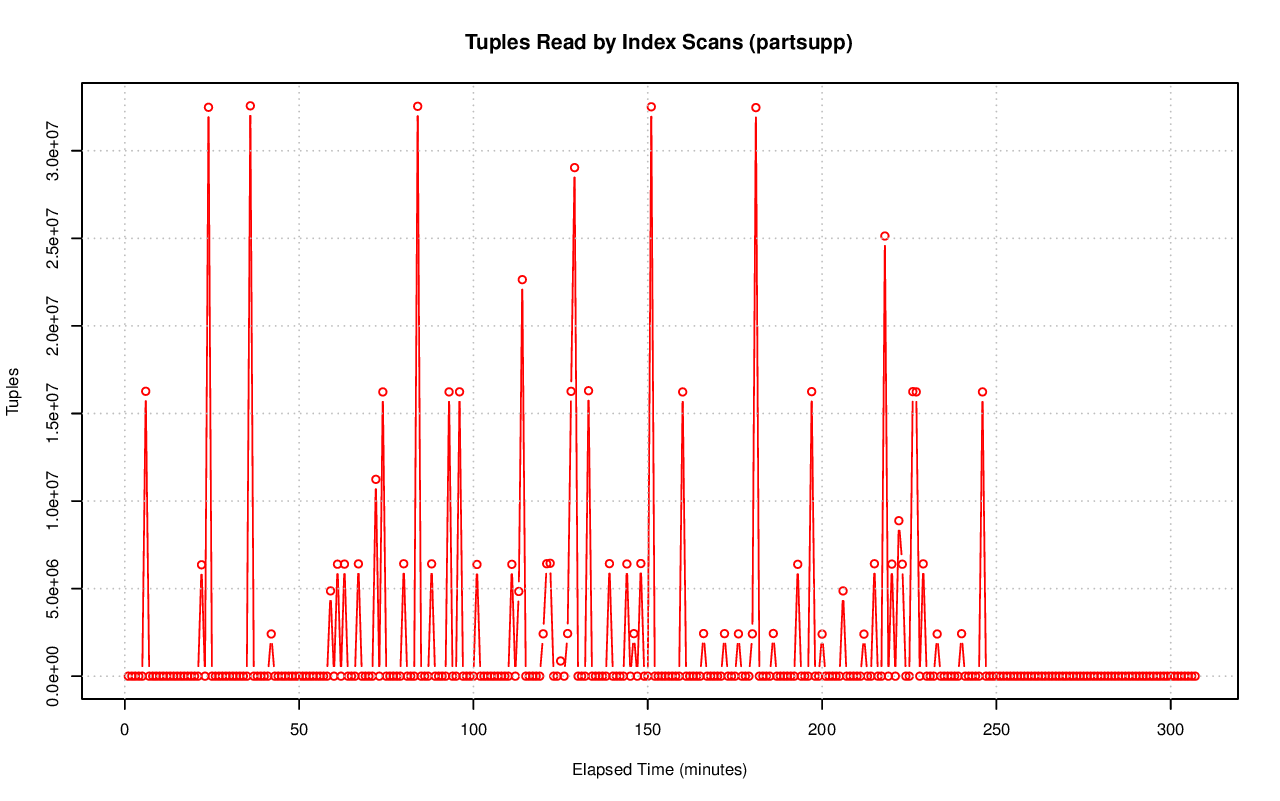 Tuples Read by Index Scans (partsupp)
Tuples
3.0e+07
2.5e+07
2.0e+07
1.5e+07
1.0e+07
5.0e+06
0.0e+00
0 50 100 150 200 250 300
Elapsed Time (minutes)